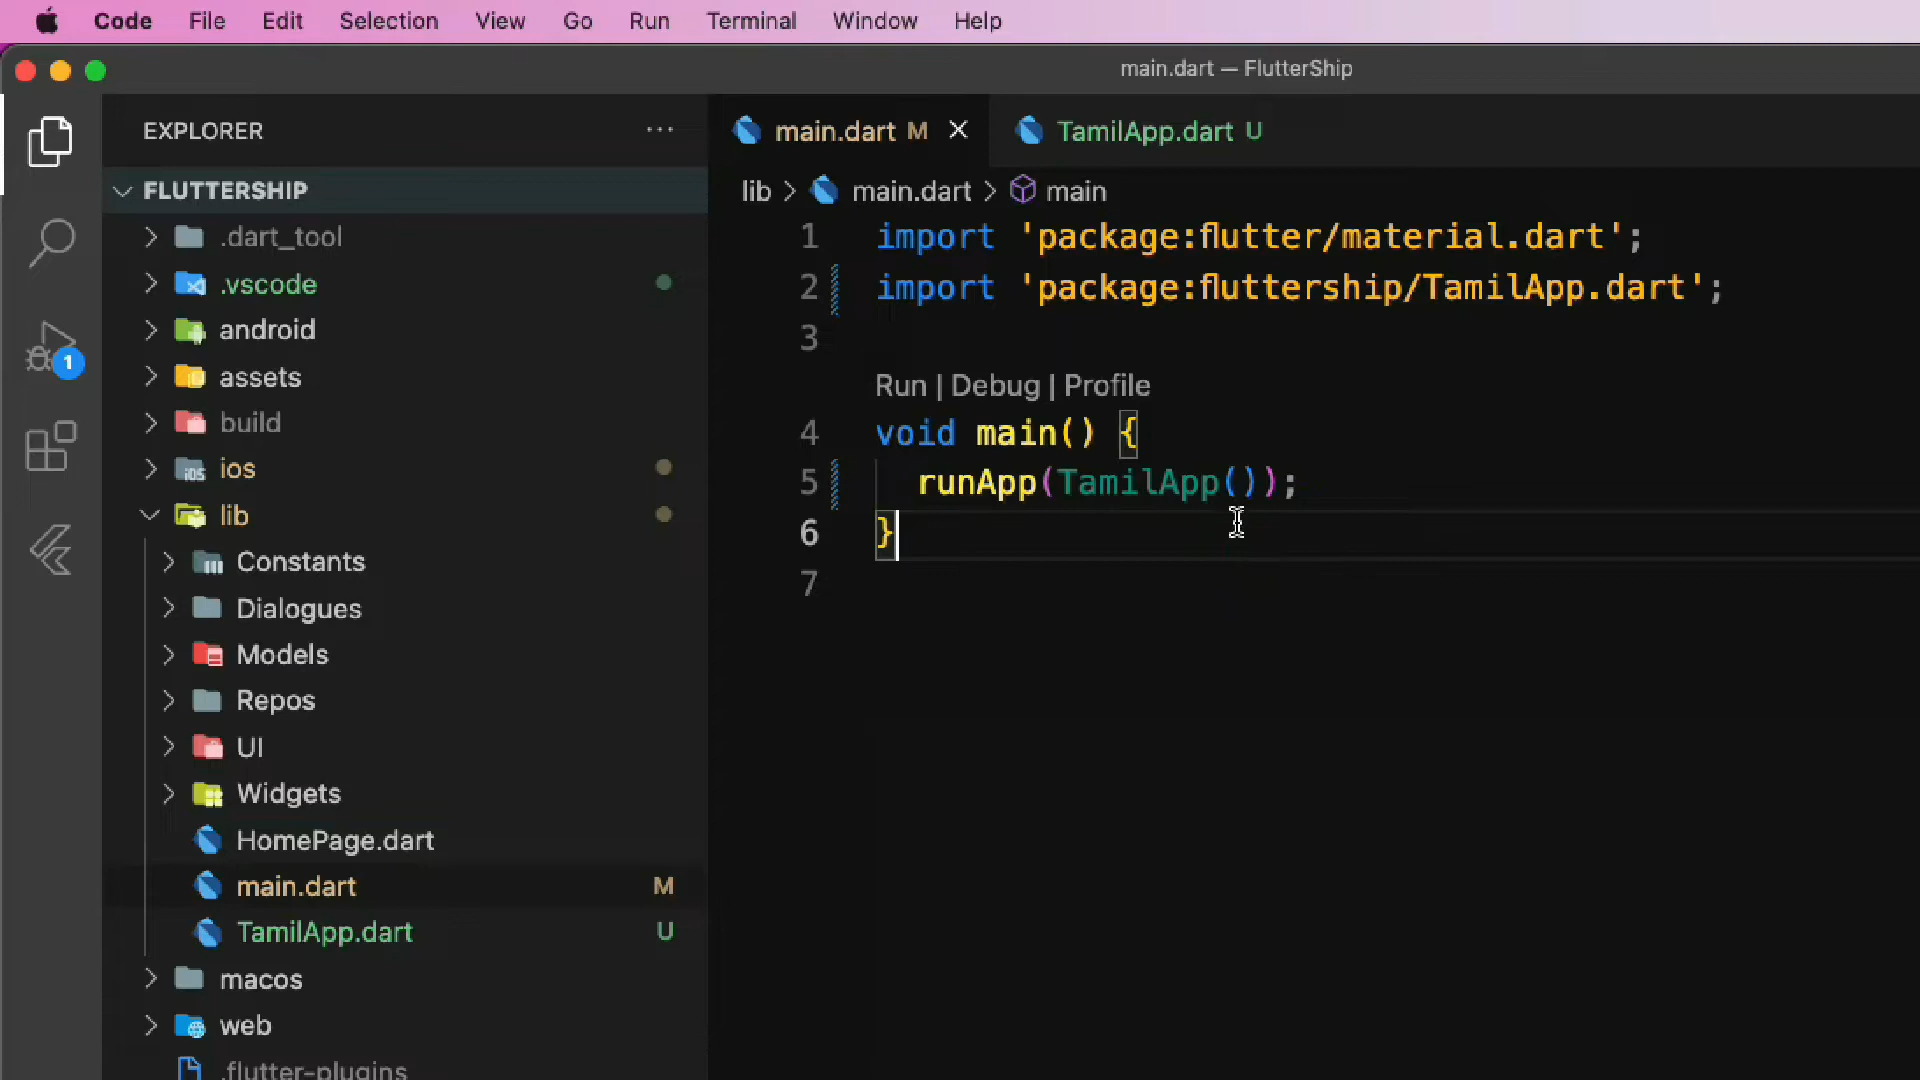 Code File Edit Selection View Go Run Terminal Window Help
main.dart — FlutterShip
EXPLORER ···
FLUTTERSHIP
.dart_tool
.vscode
android
assets
build
ios
lib
Constants
Dialogues
Models
Repos
UI
Widgets
HomePage.dart
main.dart M
TamilApp.dart U
macos
web
.flutter-plugins
1
main.dart M
TamilApp.dart U
lib > main.dart > main
1 import 'package:flutter/material.dart';
2 import 'package:fluttership/TamilApp.dart';
3
Run | Debug | Profile
4 void main() {
5 runApp(TamilApp());
6 }
7